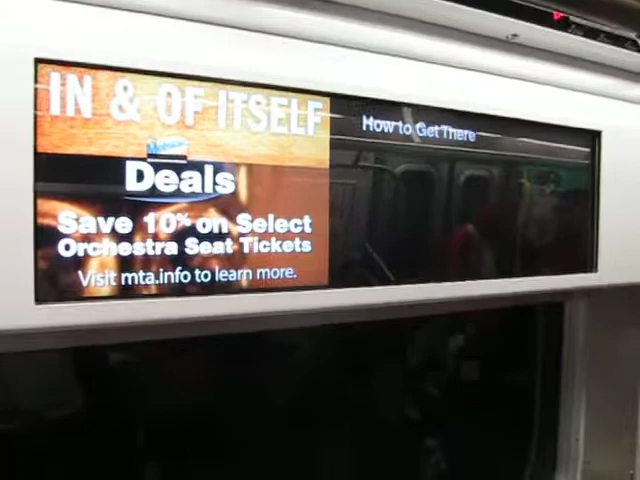 IN & OF ITSELF
Deals
Save 10% on Select
Orchestra Seat Tickets
Visit mta.info to learn more.
How to Get There